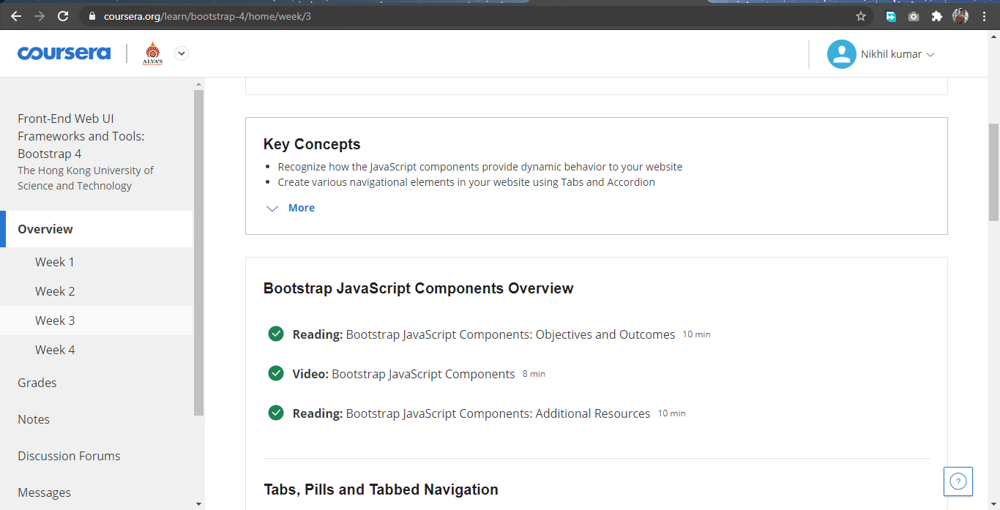 coursera.org/learn/bootstrap-4/home/week/3
coursera
ALVA'S
Nikhil kumar
Front-End Web UI
Frameworks and Tools:
Bootstrap 4
The Hong Kong University of
Science and Technology
Overview
Week 1
Week 2
Week 3
Week 4
Grades
Notes
Discussion Forums
Messages
Key Concepts
• Recognize how the JavaScript components provide dynamic behavior to your website
• Create various navigational elements in your website using Tabs and Accordion
More
Bootstrap JavaScript Components Overview
Reading: Bootstrap JavaScript Components: Objectives and Outcomes 10 min
Video: Bootstrap JavaScript Components 8 min
Reading: Bootstrap JavaScript Components: Additional Resources 10 min
Tabs, Pills and Tabbed Navigation
?